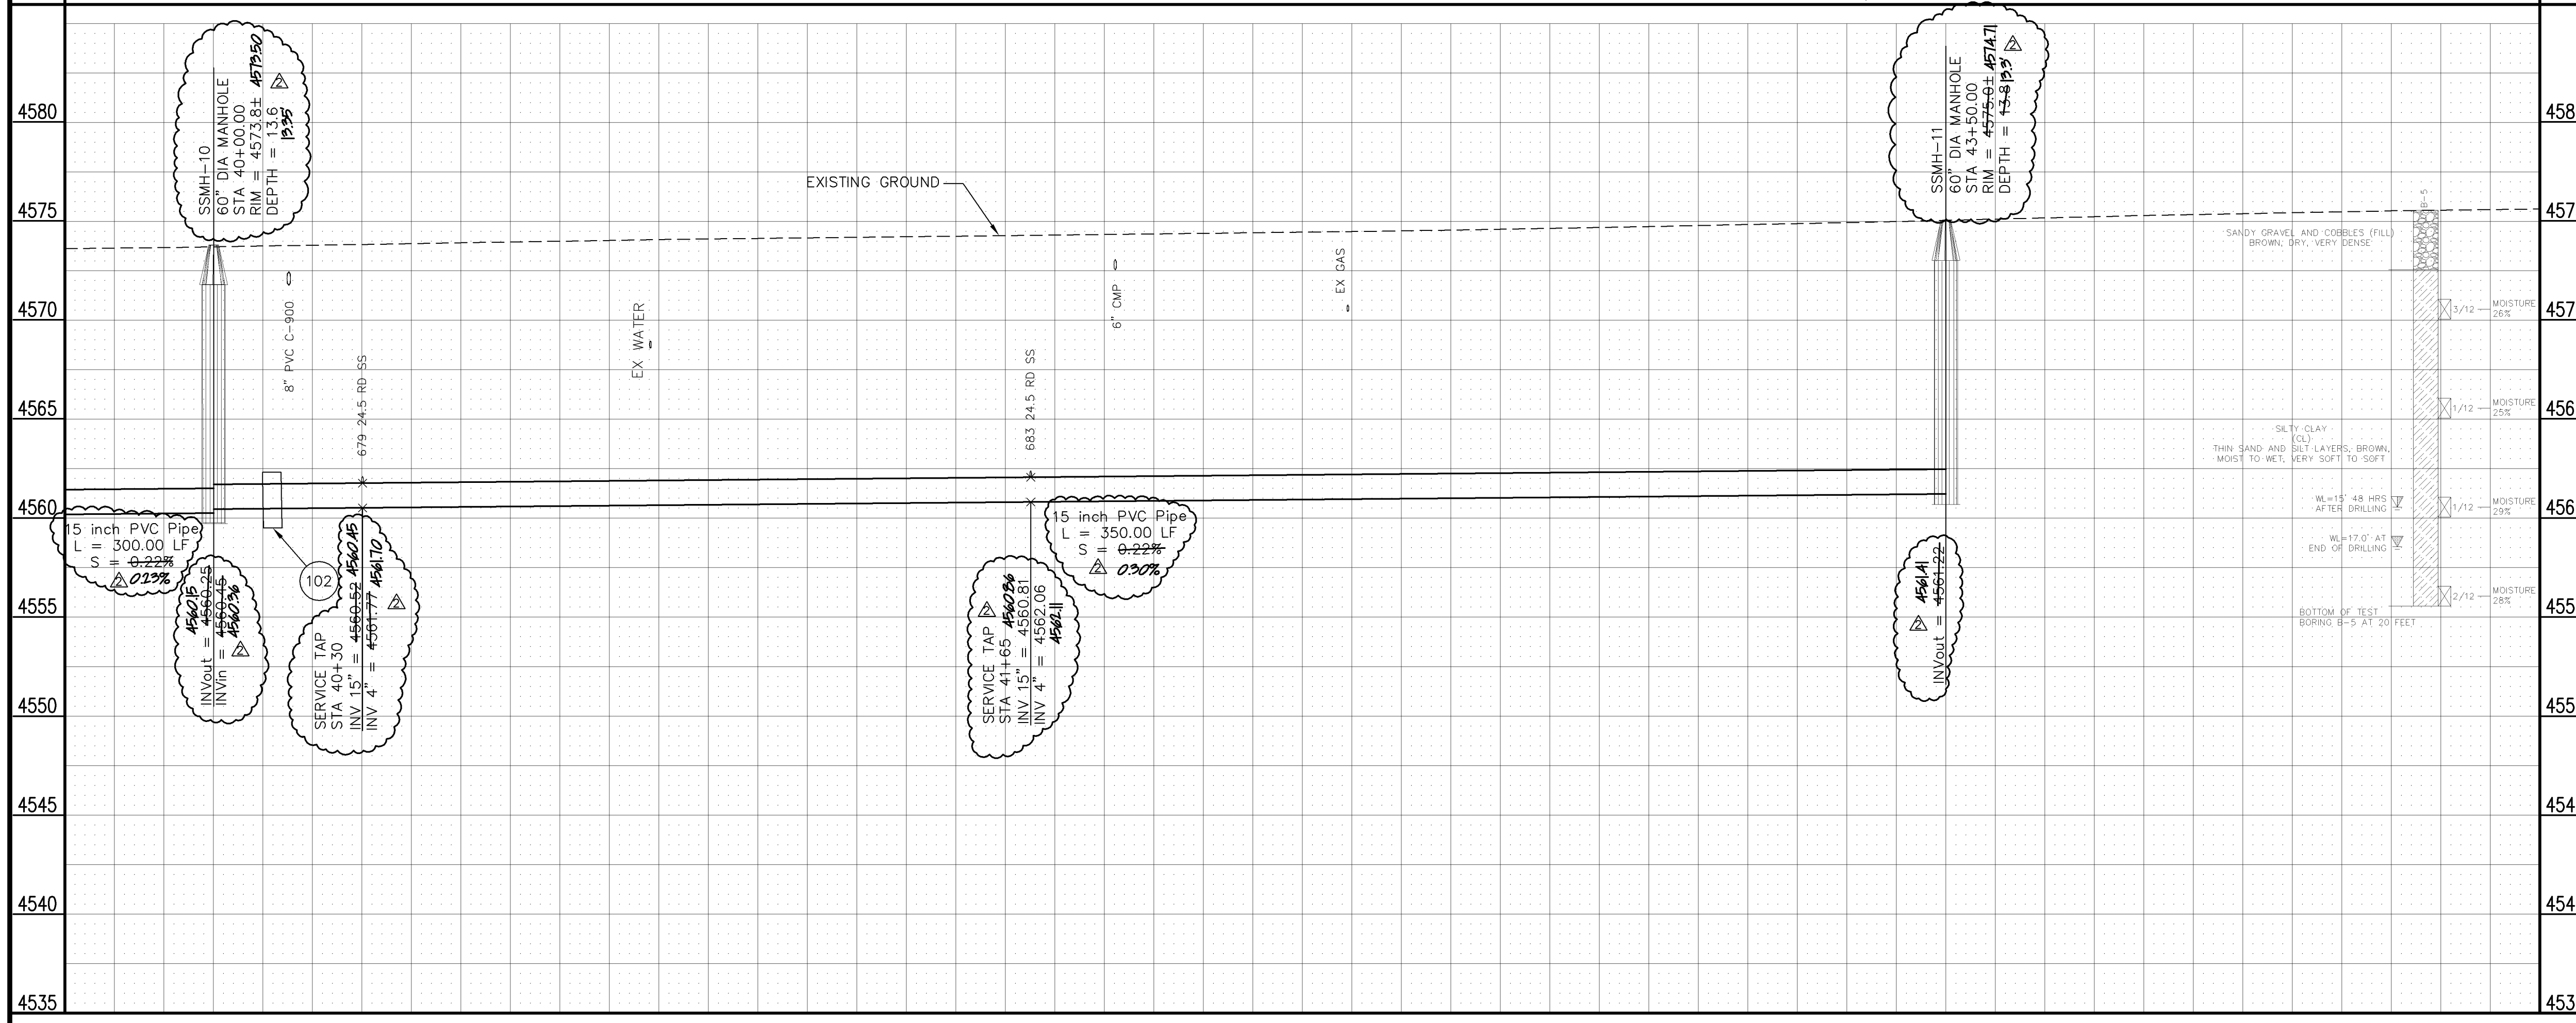 4580
4575
4570
4565
4560
4555
4550
4545
4540
4535
SSMH-10
60" DIA MANHOLE
STA 40+00.00
RIM = 4573.8± 4573.50
DEPTH = 13.6
13.35'
2
8" PVC C-900
679 24.5 RD SS
EX WATER
EXISTING GROUND
683 24.5 RD SS
6" CMP
EX GAS
SSMH-11
60" DIA MANHOLE
STA 43+50.00
RIM = 4575.0± 4574.71
DEPTH = 13.8 13.3'
2
15 inch PVC Pipe
L = 300.00 LF
S = 0.22%
2 0.23%
4560.15
INVout = 4560.25
INVin = 4560.45
4560.36
2
102
SERVICE TAP
STA 40+30
INV 15" = 4560.52 4560.45
INV 4" = 4561.77 4561.70
2
SERVICE TAP 2
STA 41+65 4560.86
INV 15" = 4560.81
INV 4" = 4562.06
4562.11
15 inch PVC Pipe
L = 350.00 LF
S = 0.22%
2 0.30%
2 4561.41
INVout = 4561.22
B-5
SANDY GRAVEL AND COBBLES (FILL)
BROWN, DRY, VERY DENSE
3/12 MOISTURE
26%
1/12 MOISTURE
25%
SILTY CLAY
(CL)
THIN SAND AND SILT LAYERS, BROWN,
MOIST TO WET, VERY SOFT TO SOFT
WL=15' 48 HRS
AFTER DRILLING
1/12 MOISTURE
29%
WL=17.0' AT
END OF DRILLING
2/12 MOISTURE
28%
BOTTOM OF TEST
BORING B-5 AT 20 FEET
458
457
457
456
456
455
455
454
454
453